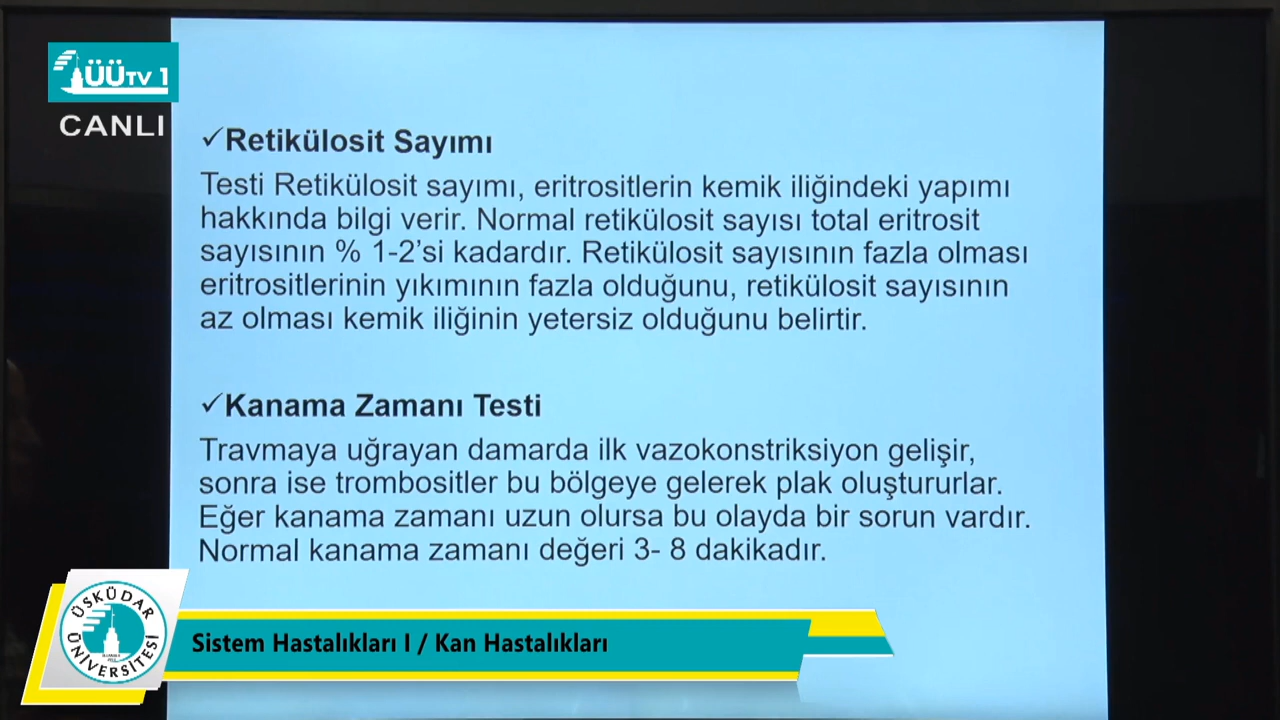 ÜÜTV 1
CANLI
✓Retikülosit Sayımı
Testi Retikülosit sayımı, eritrositlerin kemik iliğindeki yapımı
hakkında bilgi verir. Normal retikülosit sayısı total eritrosit
sayısının % 1-2’si kadardır. Retikülosit sayısının fazla olması
eritrositlerinin yıkımının fazla olduğunu, retikülosit sayısının
az olması kemik iliğinin yetersiz olduğunu belirtir.
✓Kanama Zamanı Testi
Travmaya uğrayan damarda ilk vazokonstriksiyon gelişir,
sonra ise trombositler bu bölgeye gelerek plak oluştururlar.
Eğer kanama zamanı uzun olursa bu olayda bir sorun vardır.
Normal kanama zamanı değeri 3- 8 dakikadır.
ÜSKÜDAR
ÜNİVERSİTESİ
Sistem Hastalıkları I / Kan Hastalıkları